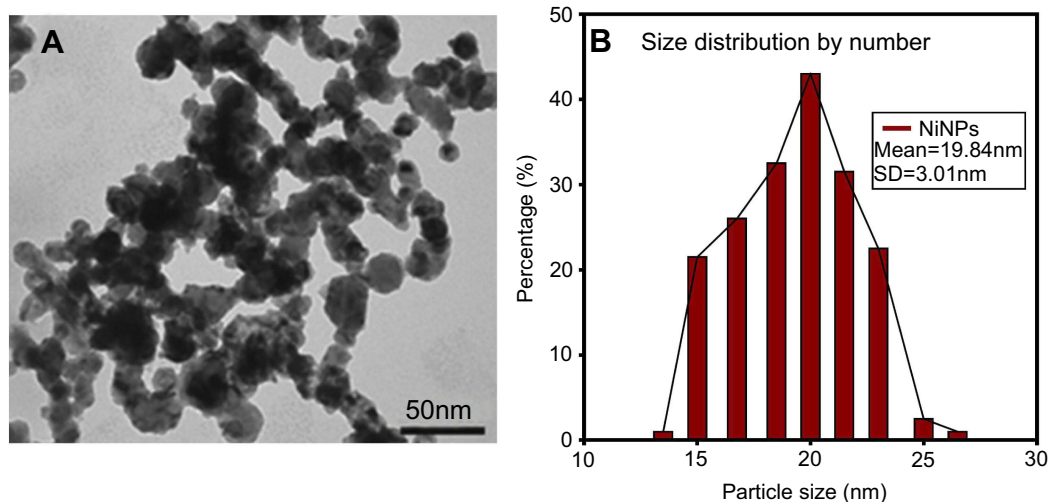 A
50nm
B
Size distribution by number
NiNPs
Mean=19.84nm
SD=3.01nm
Percentage (%)
50
40
30
20
10
0
10 15 20 25 30
Particle size (nm)